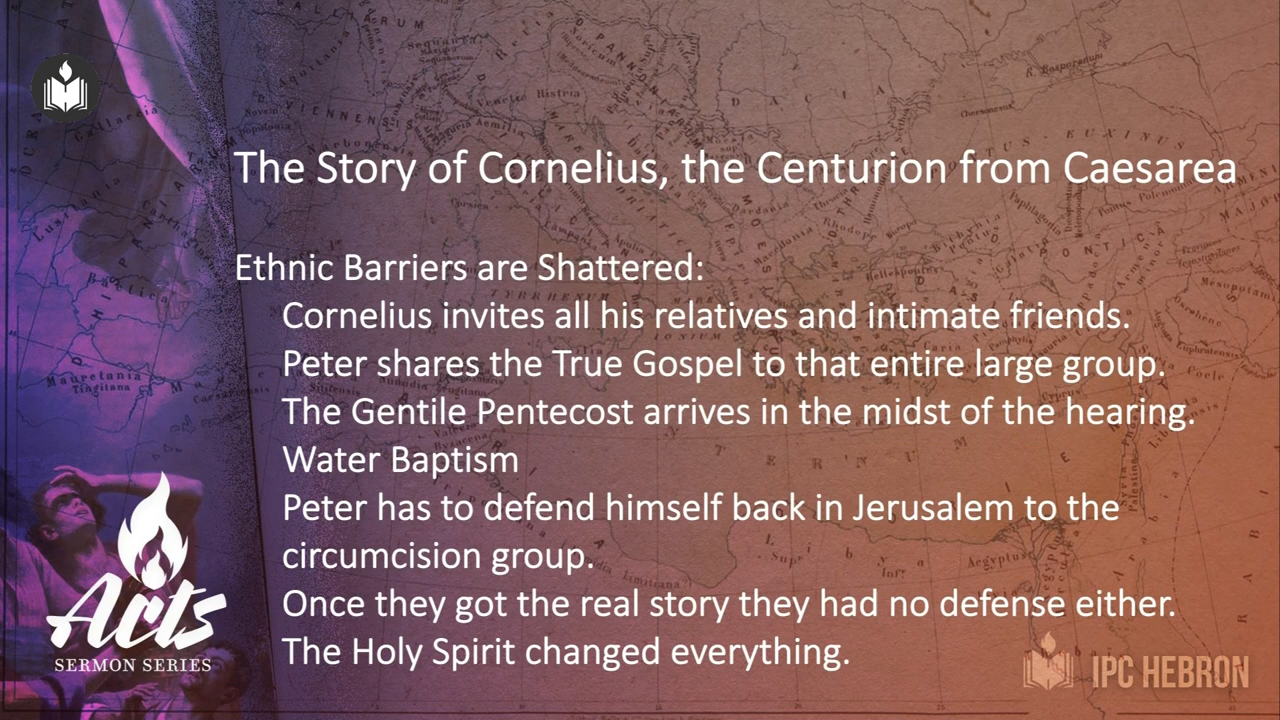 The Story of Cornelius, the Centurion from Caesarea
Ethnic Barriers are Shattered:
Cornelius invites all his relatives and intimate friends.
Peter shares the True Gospel to that entire large group.
The Gentile Pentecost arrives in the midst of the hearing.
Water Baptism
Peter has to defend himself back in Jerusalem to the
circumcision group.
Once they got the real story they had no defense either.
The Holy Spirit changed everything.
Acts
SERMON SERIES
IPC HEBRON